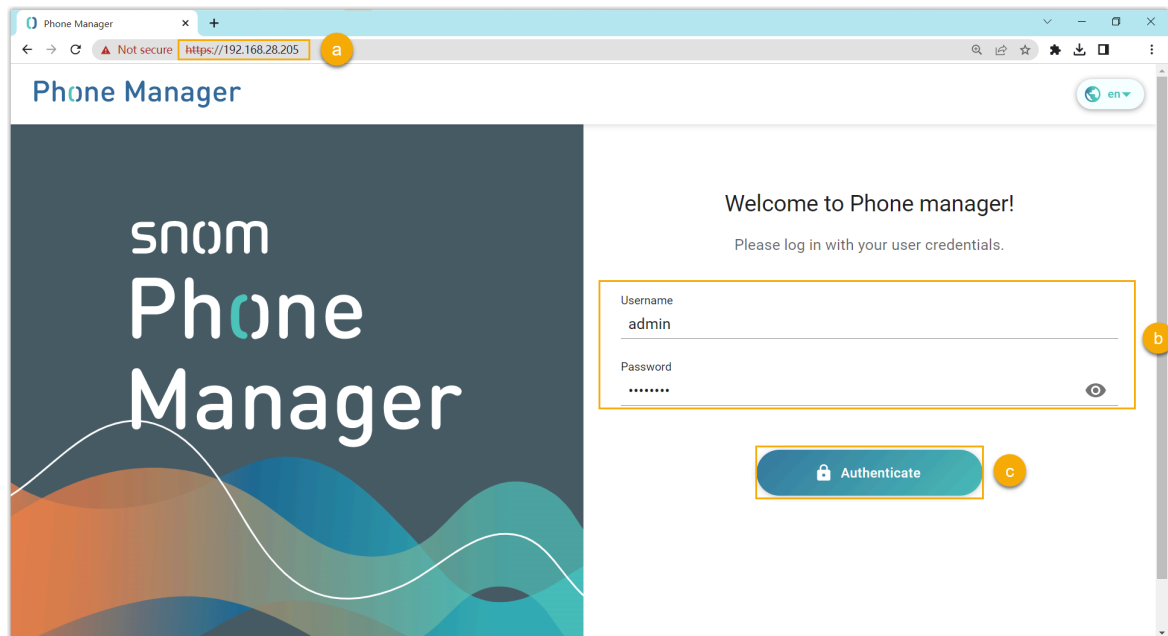 Phone Manager
Not secure https://192.168.28.205
a
Phone Manager
en
snom
Phone
Manager
Welcome to Phone manager!
Please log in with your user credentials.
Username
admin
b
Password
••••••••
Authenticate
c